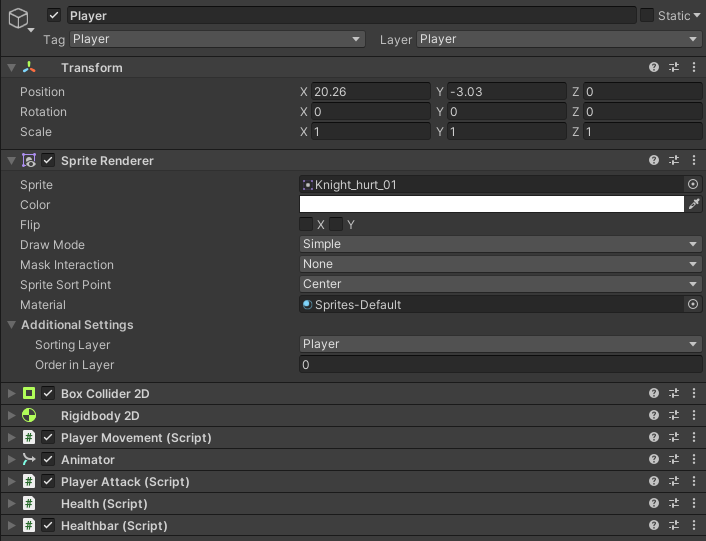 Player Static
Tag Player Layer Player
Transform
Position X 20.26 Y -3.03 Z 0
Rotation X 0 Y 0 Z 0
Scale X 1 Y 1 Z 1
Sprite Renderer
Sprite Knight_hurt_01
Color
Flip X Y
Draw Mode Simple
Mask Interaction None
Sprite Sort Point Center
Material Sprites-Default
Additional Settings
Sorting Layer Player
Order in Layer 0
Box Collider 2D
Rigidbody 2D
# Player Movement (Script)
Animator
# Player Attack (Script)
# Health (Script)
# Healthbar (Script)